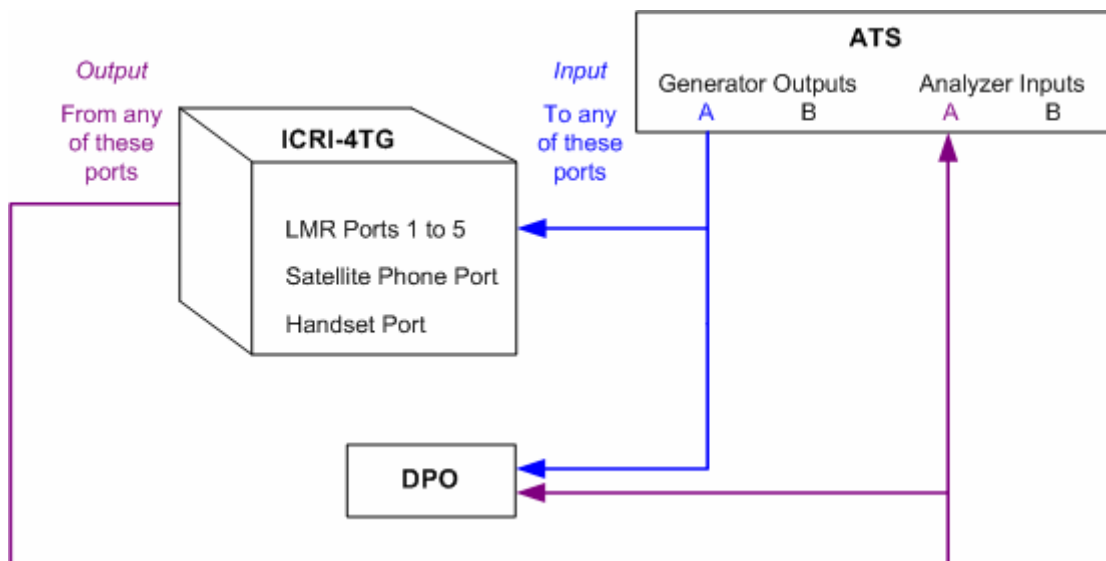 ATS
Generator Outputs
Analyzer Inputs
A
B
A
B
Output
From any
of these
ports
Input
To any
of these
ports
ICRI-4TG
LMR Ports 1 to 5
Satellite Phone Port
Handset Port
DPO